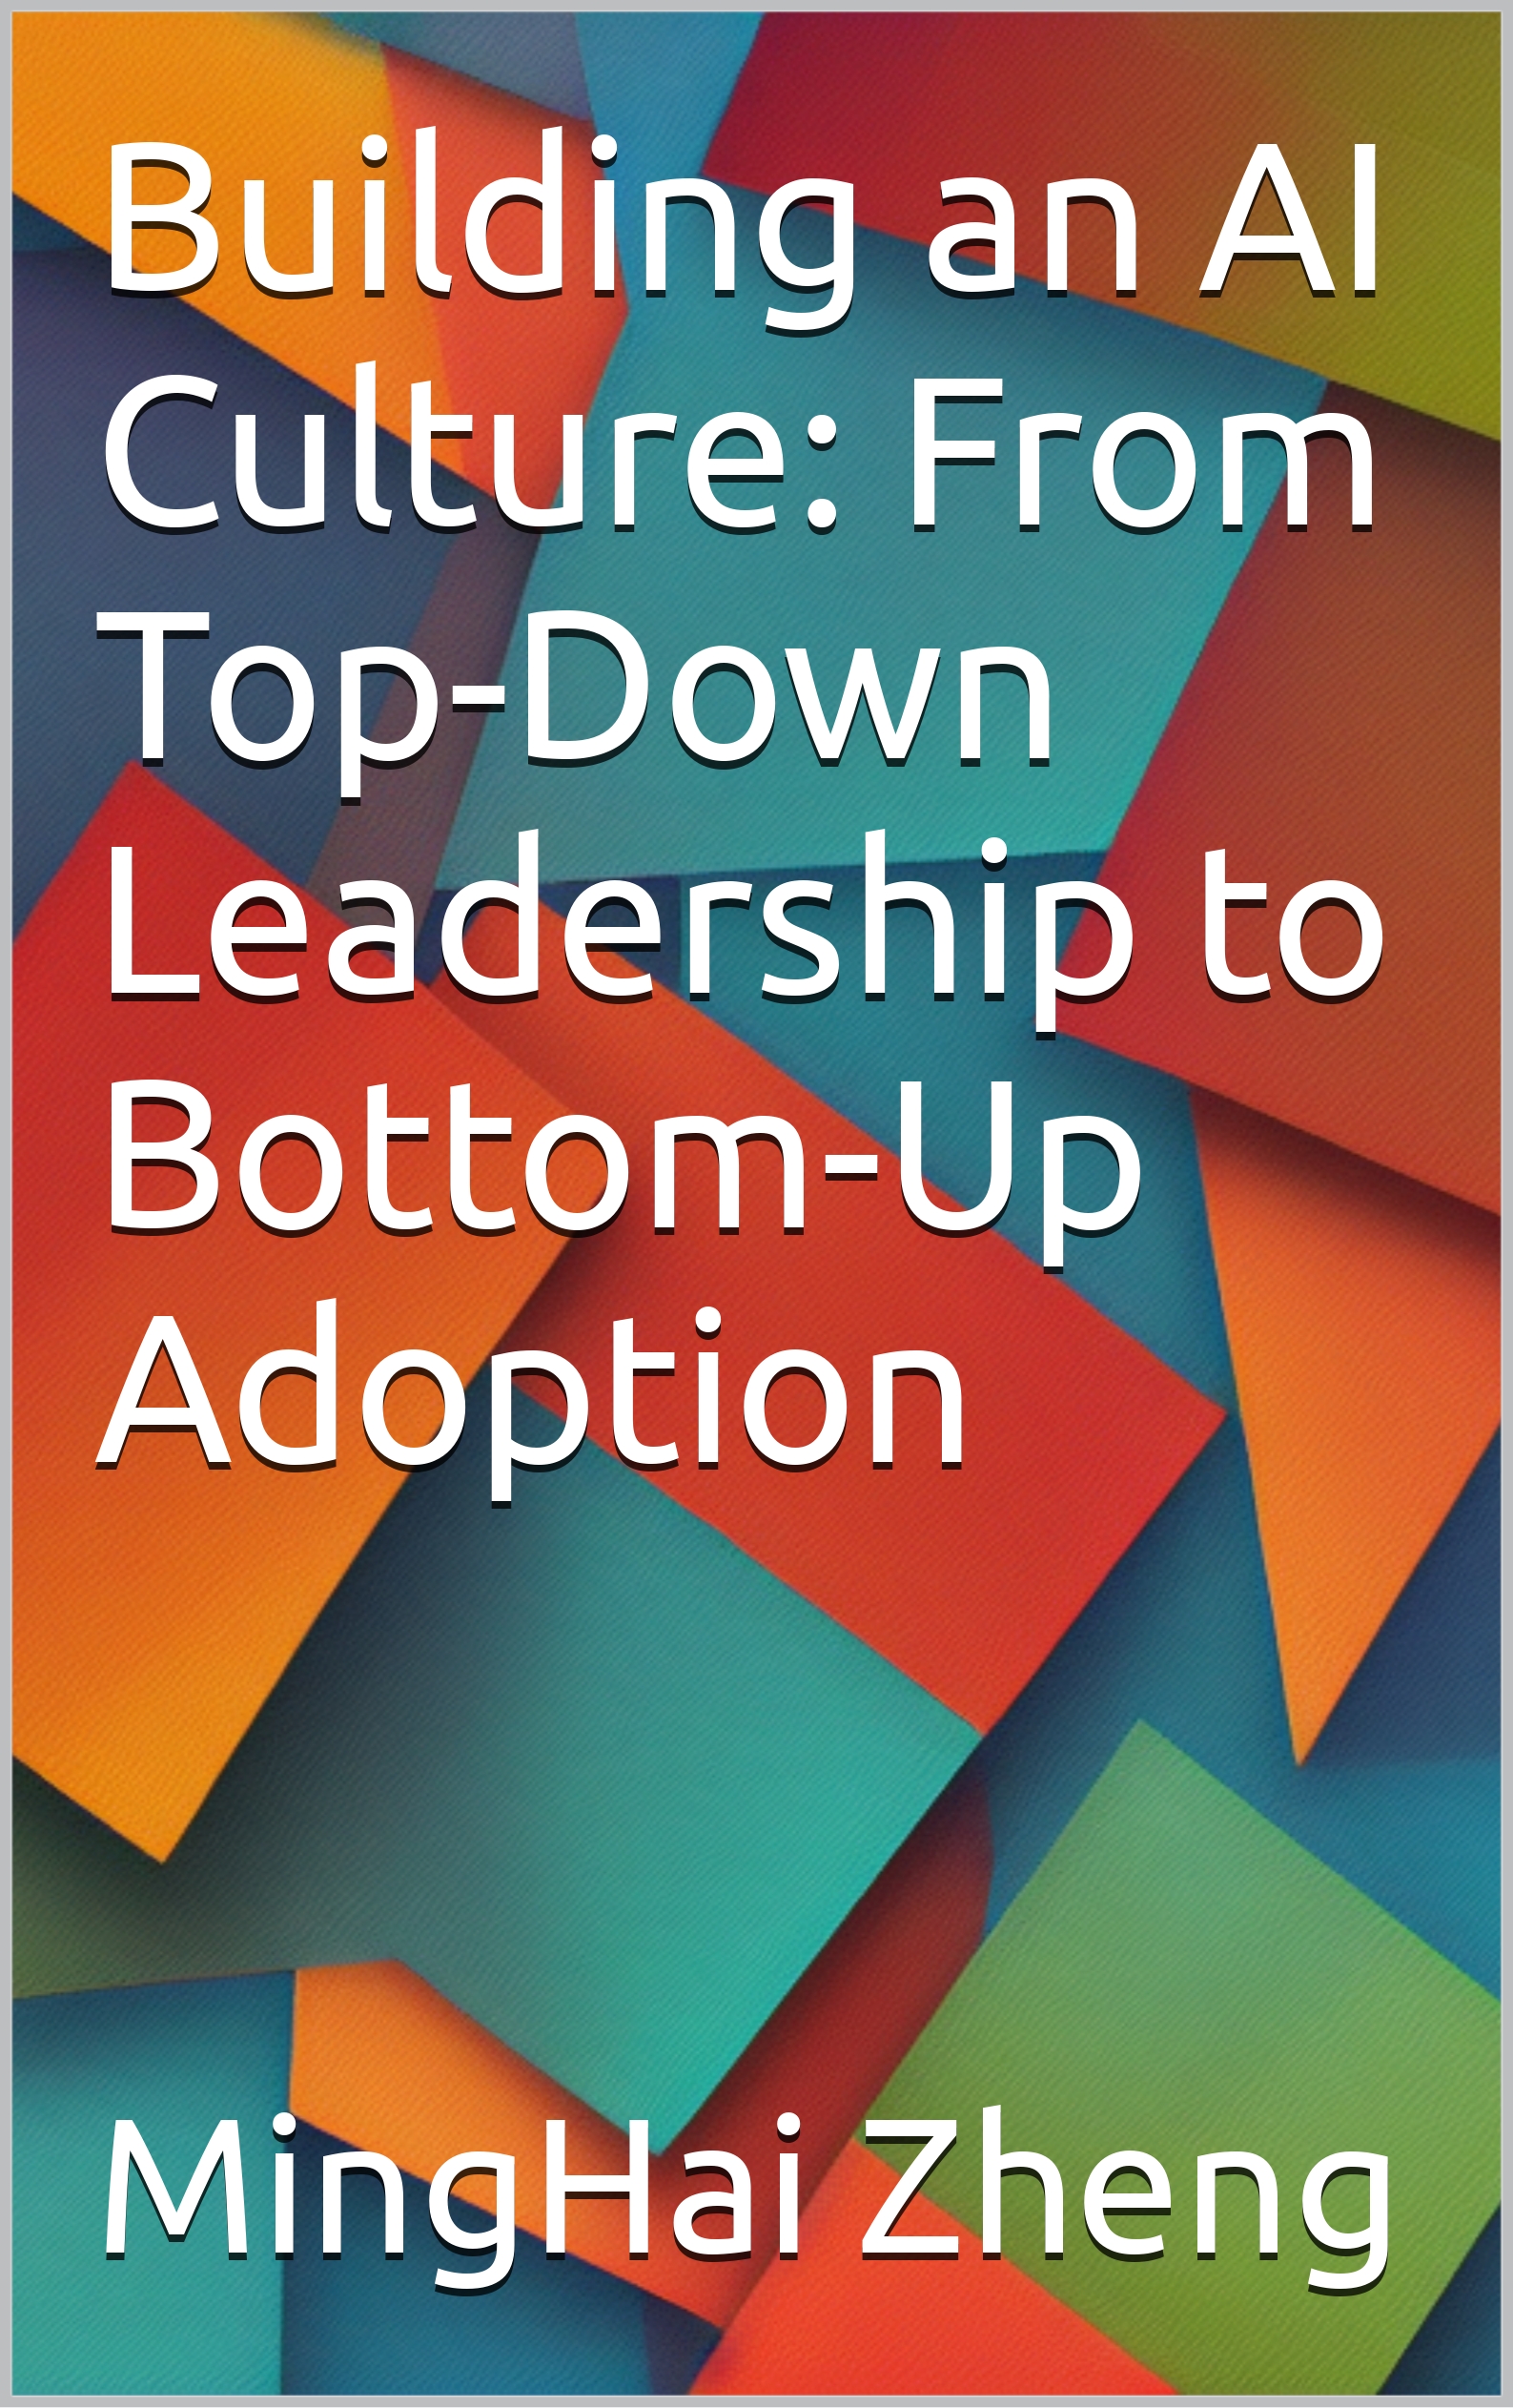 Building an AI
Culture: From
Top-Down
Leadership to
Bottom-Up
Adoption
MingHai Zheng